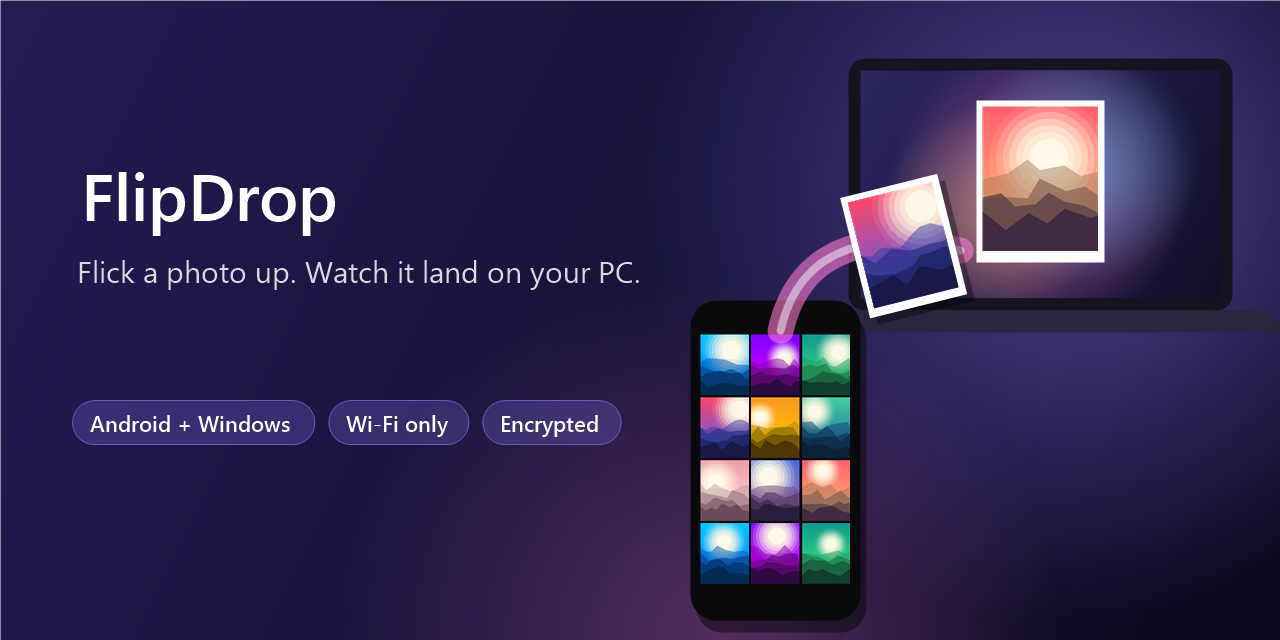 FlipDrop
Flick a photo up. Watch it land on your PC.
Android + Windows
Wi-Fi only
Encrypted